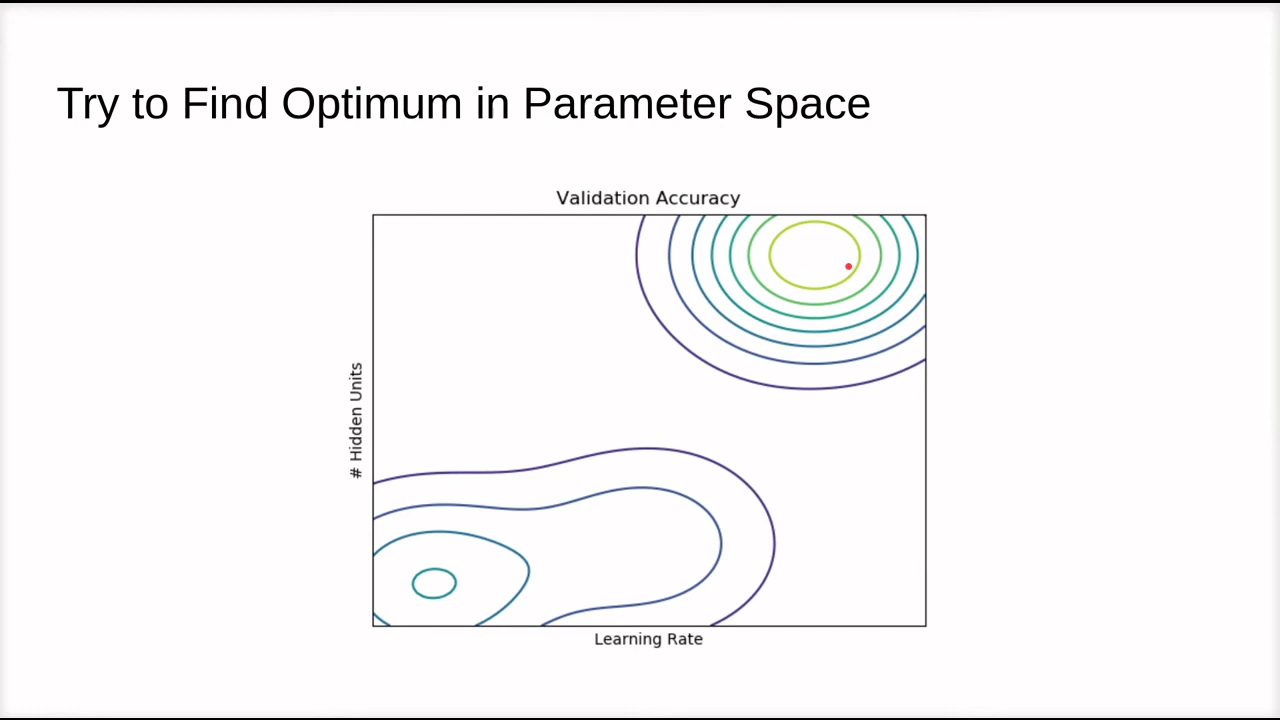 Try to Find Optimum in Parameter Space
Validation Accuracy
# Hidden Units
Learning Rate